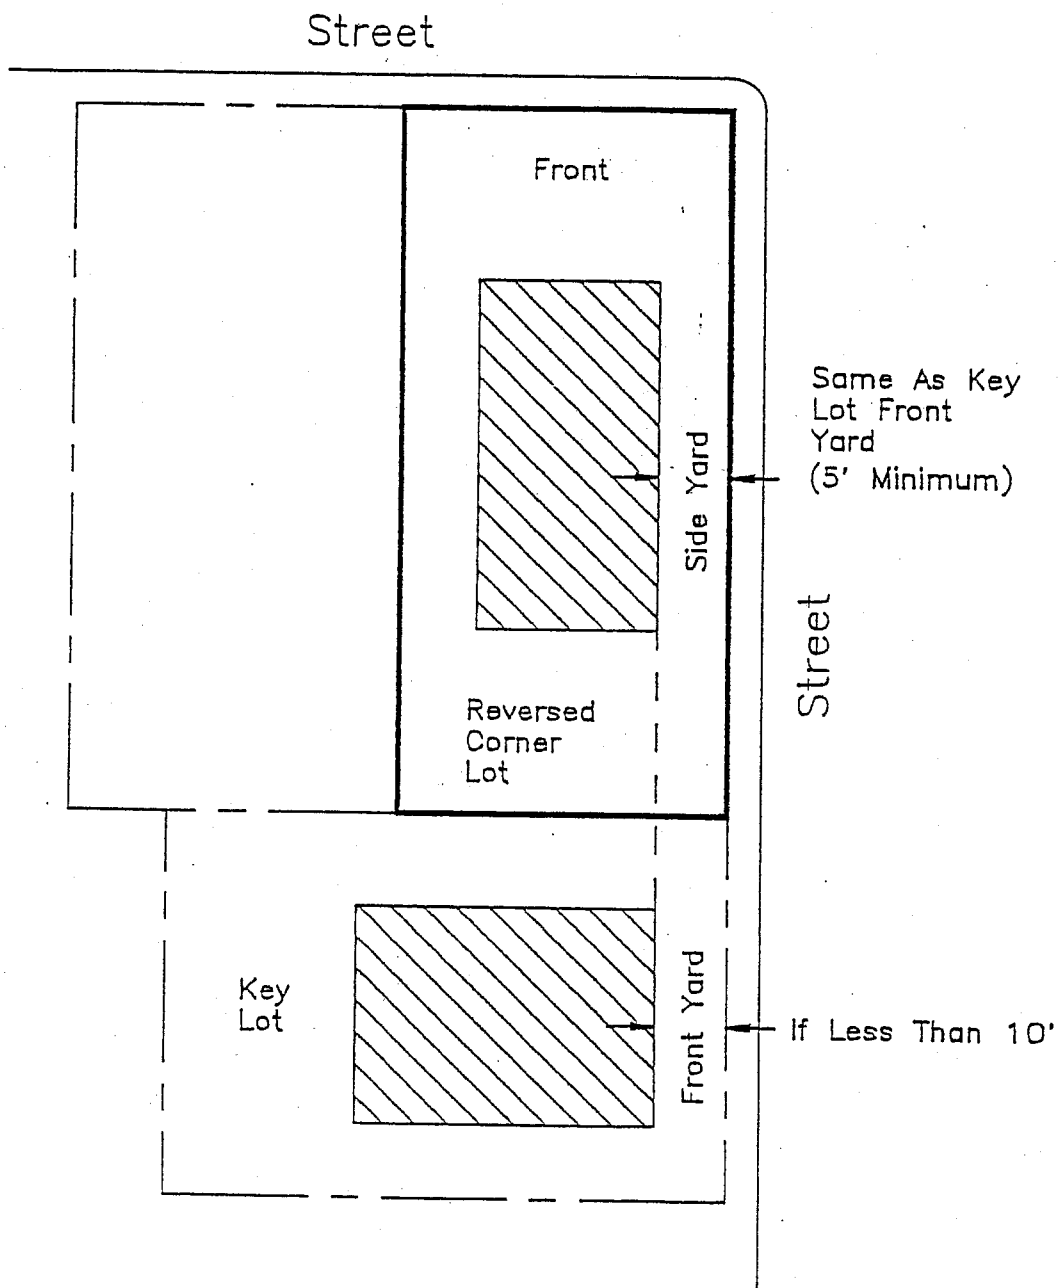 Street
Front
Same As Key
Lot Front
Yard
(5' Minimum)
Side Yard
Street
Reversed
Corner
Lot
Key
Lot
Front Yard
If Less Than 10'